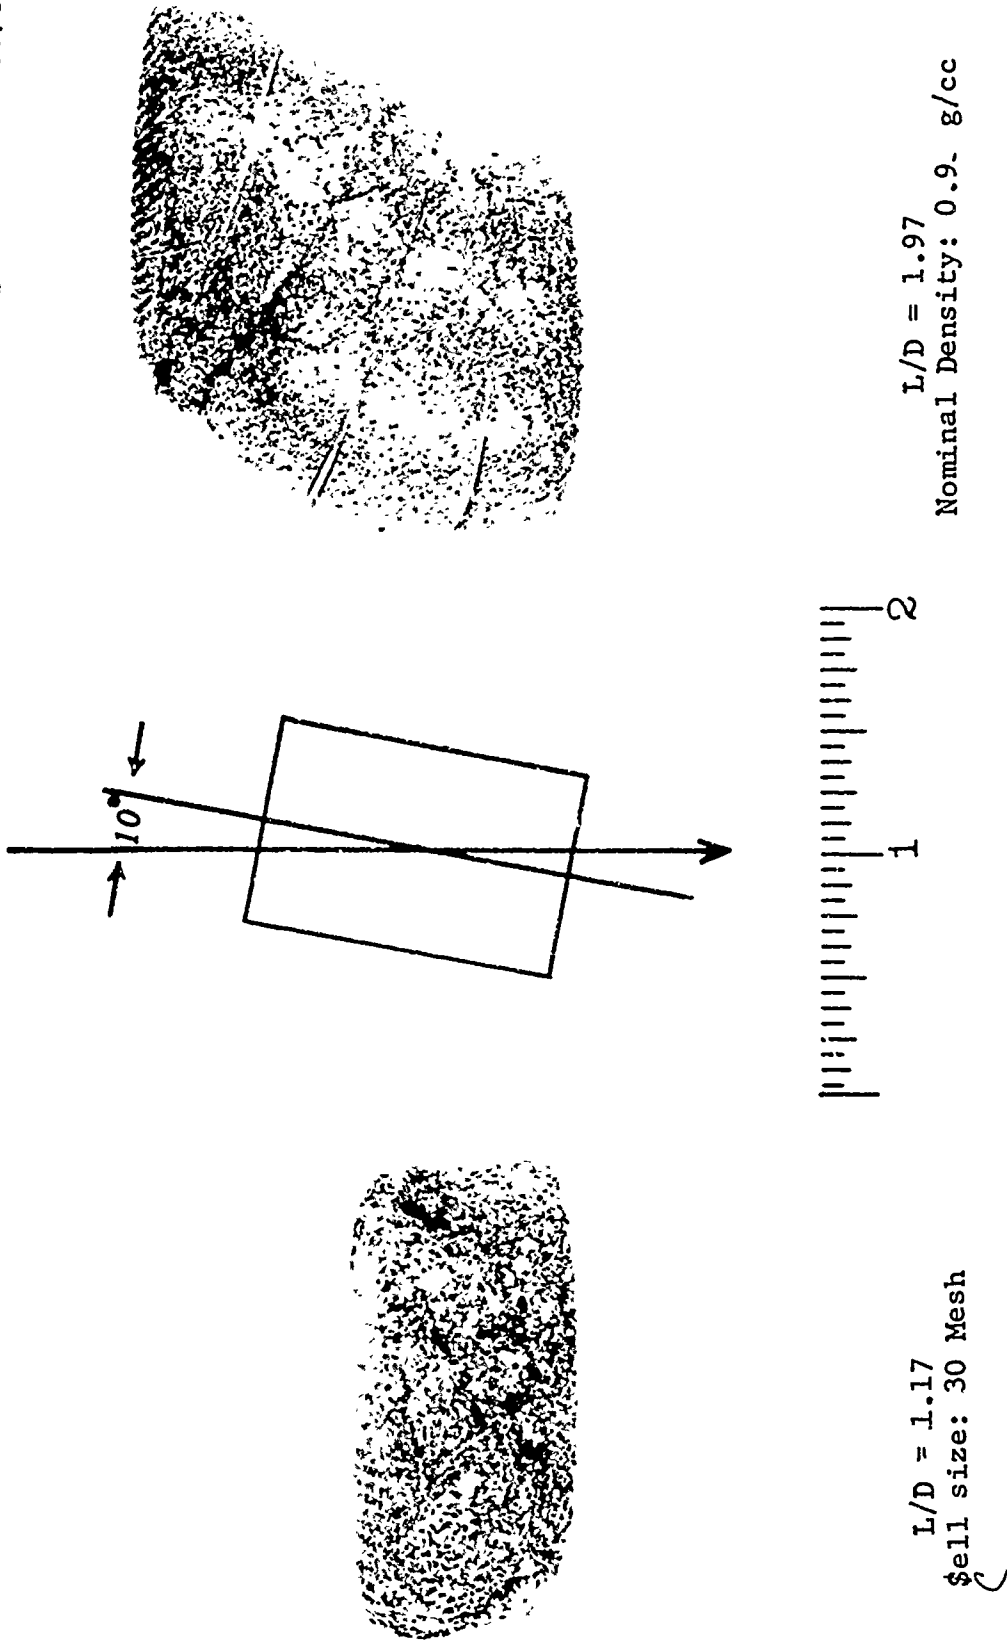 10°
1
2
L/D = 1.17
$ell size: 30 Mesh
C
L/D = 1.97
Nominal Density: 0.9 g/cc